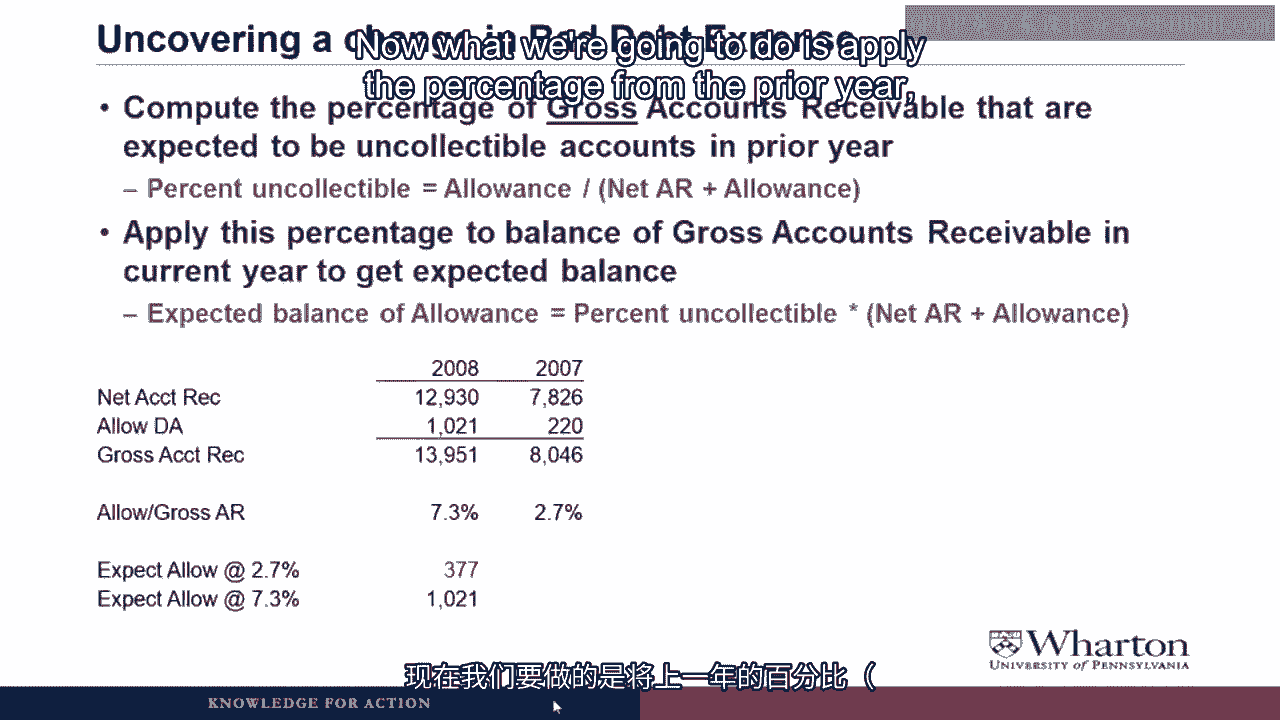 Uncovering a change in Bad Debt Expense
Now what we're going to do is apply
the percentage from the prior year,
• Compute the percentage of Gross Accounts Receivable that are
expected to be uncollectible accounts in prior year
– Percent uncollectible = Allowance / (Net AR + Allowance)
• Apply this percentage to balance of Gross Accounts Receivable in
current year to get expected balance
– Expected balance of Allowance = Percent uncollectible * (Net AR + Allowance)
2008 2007
Net Acct Rec 12,930 7,826
Allow DA 1,021 220
Gross Acct Rec 13,951 8,046
Allow/Gross AR 7.3% 2.7%
Expect Allow @ 2.7% 377
Expect Allow @ 7.3% 1,021
Wharton
UNIVERSITY of PENNSYLVANIA
现在我们要做的是将上一年的百分比（
KNOWLEDGE FOR ACTION